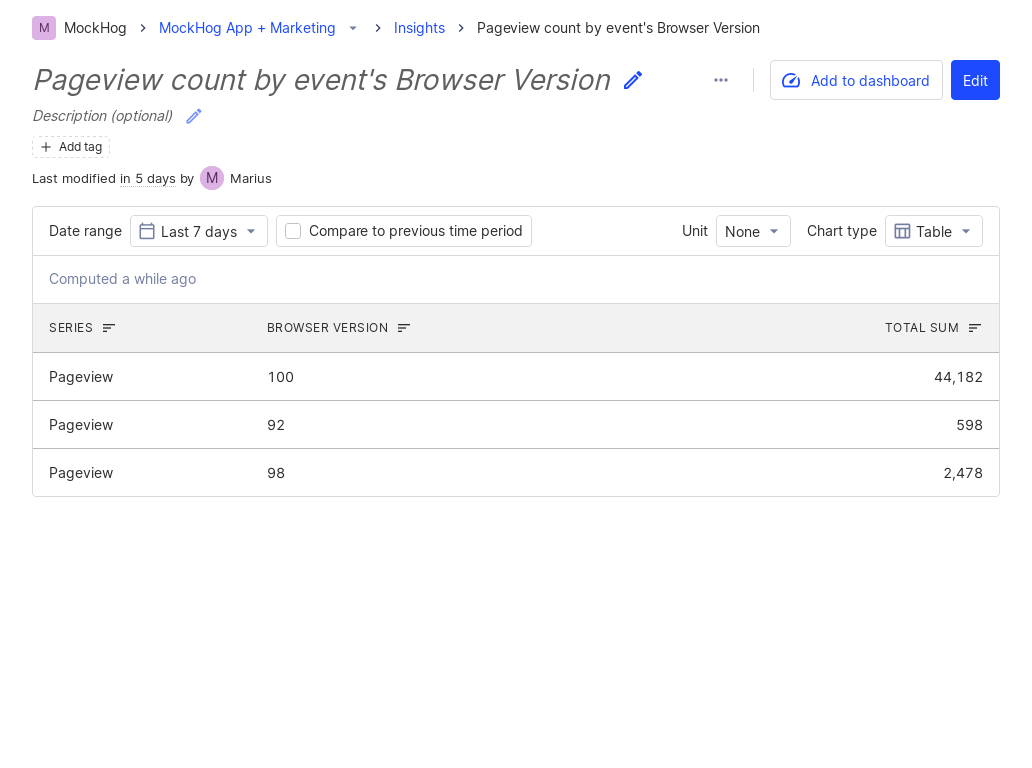 M MockHog MockHog App + Marketing Insights Pageview count by event's Browser Version
Pageview count by event's Browser Version
Add to dashboard
Edit
Description (optional)
Add tag
Last modified in 5 days by M Marius
Date range Last 7 days Compare to previous time period Unit None Chart type Table
Computed a while ago
SERIES BROWSER VERSION TOTAL SUM
Pageview 100 44,182
Pageview 92 598
Pageview 98 2,478